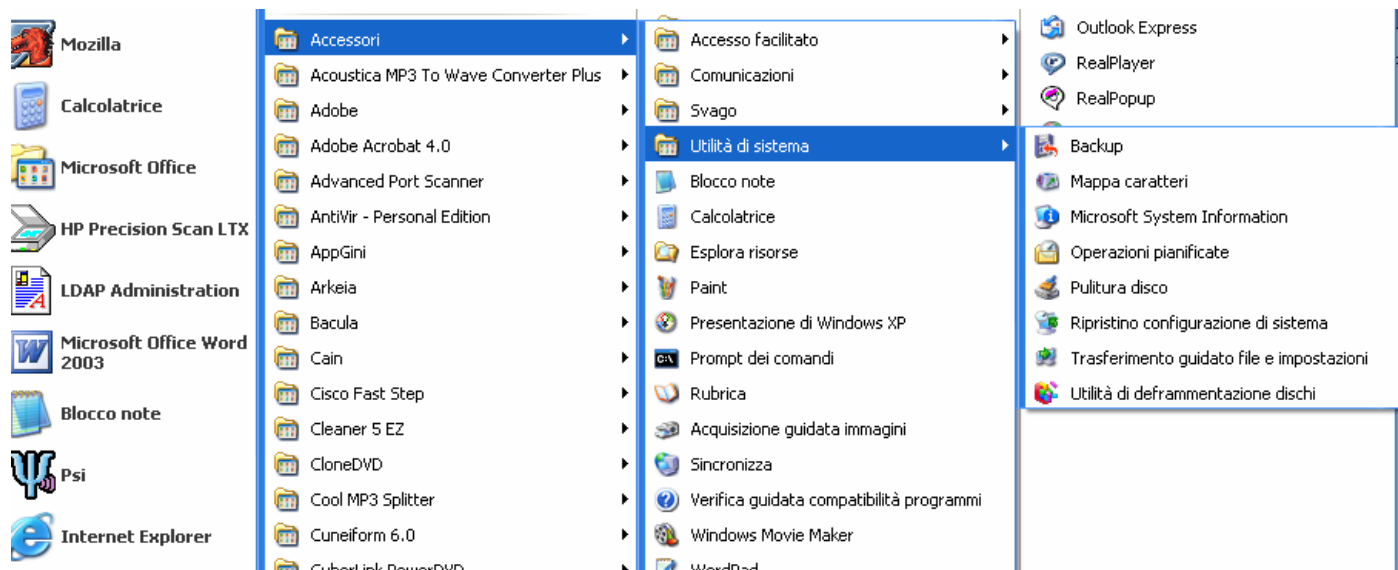 Mozilla
Calcolatrice
Microsoft Office
HP Precision Scan LTX
LDAP Administration
Microsoft Office Word
2003
Blocco note
Psi
Internet Explorer
Accessori
Acoustica MP3 To Wave Converter Plus
Adobe
Adobe Acrobat 4.0
Advanced Port Scanner
AntiVir - Personal Edition
AppGini
Arkeia
Bacula
Cain
Cisco Fast Step
Cleaner 5 EZ
CloneDVD
Cool MP3 Splitter
Cuneiform 6.0
CyberLink PowerDVD
Accesso facilitato
Comunicazioni
Svago
Utilità di sistema
Blocco note
Calcolatrice
Esplora risorse
Paint
Presentazione di Windows XP
Prompt dei comandi
Rubrica
Acquisizione guidata immagini
Sincronizza
Verifica guidata compatibilità programmi
Windows Movie Maker
WordPad
Outlook Express
RealPlayer
RealPopup
Backup
Mappa caratteri
Microsoft System Information
Operazioni pianificate
Pulitura disco
Ripristino configurazione di sistema
Trasferimento guidato file e impostazioni
Utilità di deframmentazione dischi